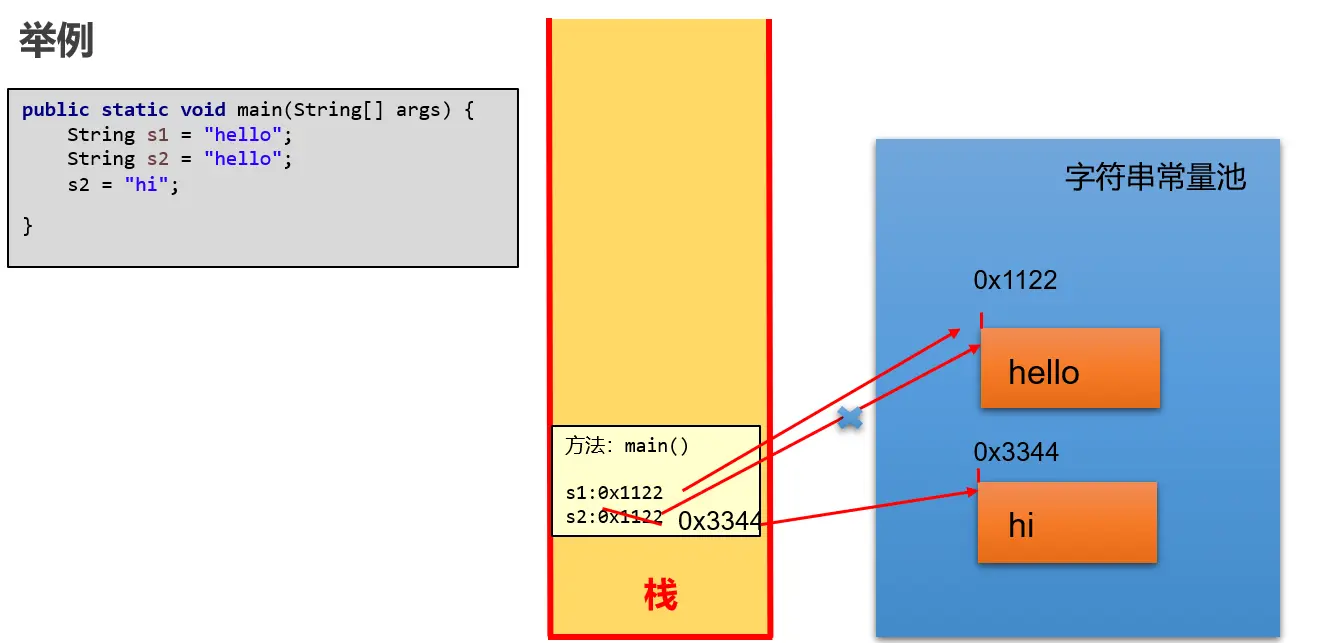 举例
public static void main(String[] args) {
String s1 = "hello";
String s2 = "hello";
s2 = "hi";
}
方法：main()
s1:0x1122
s2:0x1122 0x3344
栈
字符串常量池
0x1122
hello
0x3344
hi